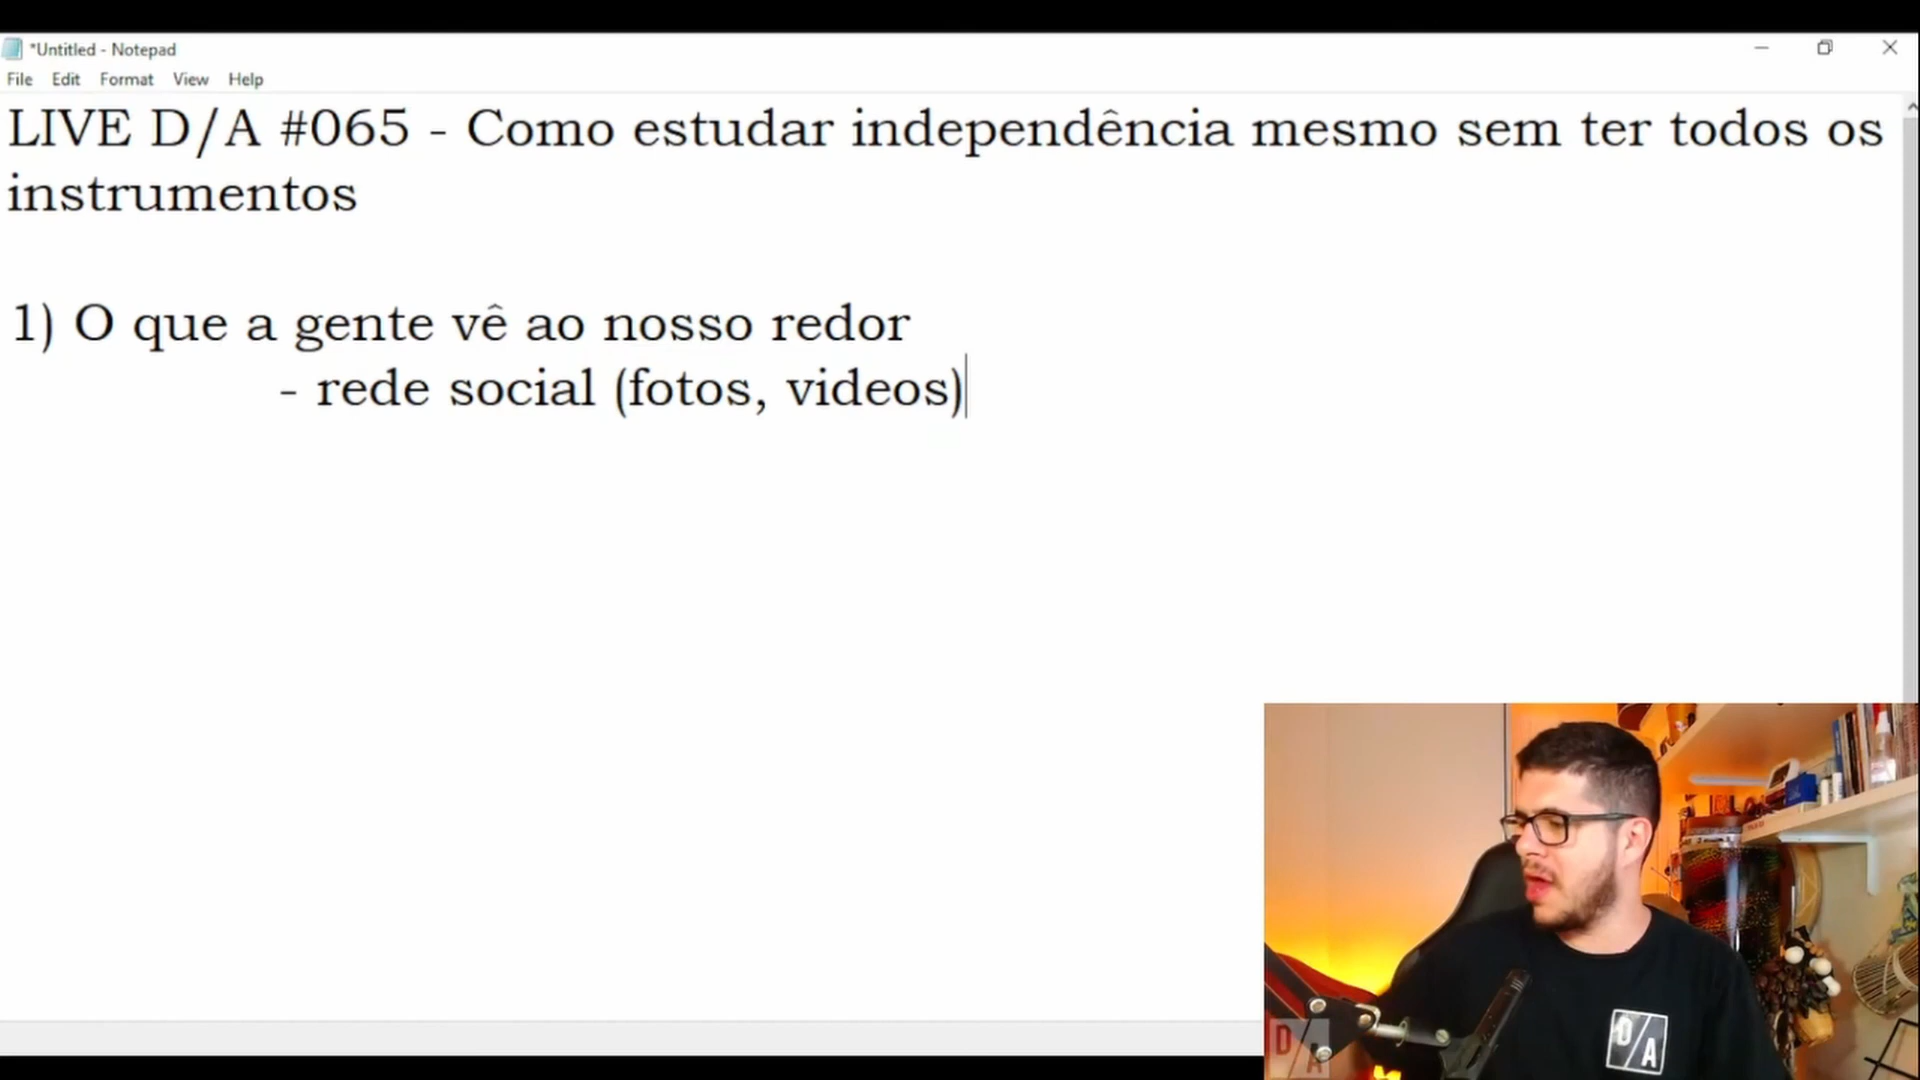 *Untitled - Notepad
File Edit Format View Help
LIVE D/A #065 - Como estudar independência mesmo sem ter todos os
instrumentos
1) O que a gente vê ao nosso redor
- rede social (fotos, videos)
D/A
D/A